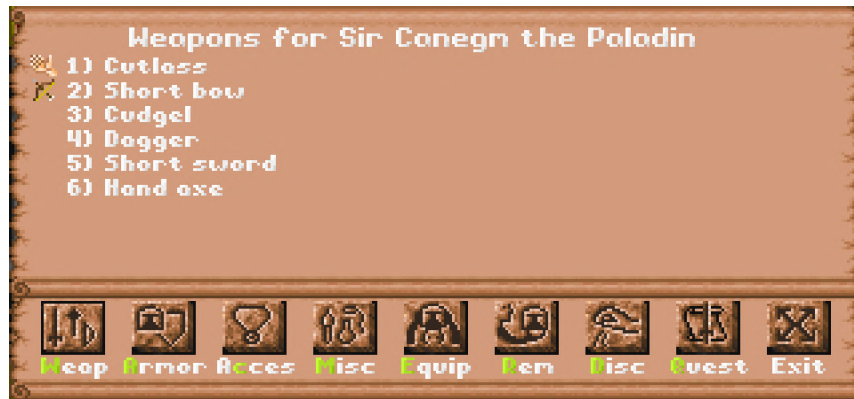 Weapons for Sir Canegm the Paladin
1) Cutlass
2) Short bow
3) Cudgel
4) Dagger
5) Short sword
6) Hand axe
Weap Armor Acces Misc Equip Rem Disc Quest Exit